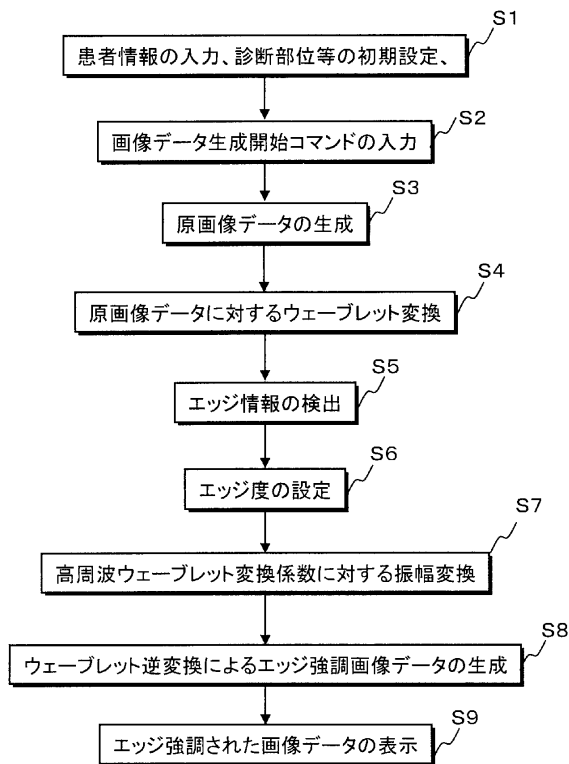 S1
患者情報の入力、診断部位等の初期設定、
S2
画像データ生成開始コマンドの入力
S3
原画像データの生成
S4
原画像データに対するウェーブレット変換
S5
エッジ情報の検出
S6
エッジ度の設定
S7
高周波ウェーブレット変換係数に対する振幅変換
S8
ウェーブレット逆変換によるエッジ強調画像データの生成
S9
エッジ強調された画像データの表示